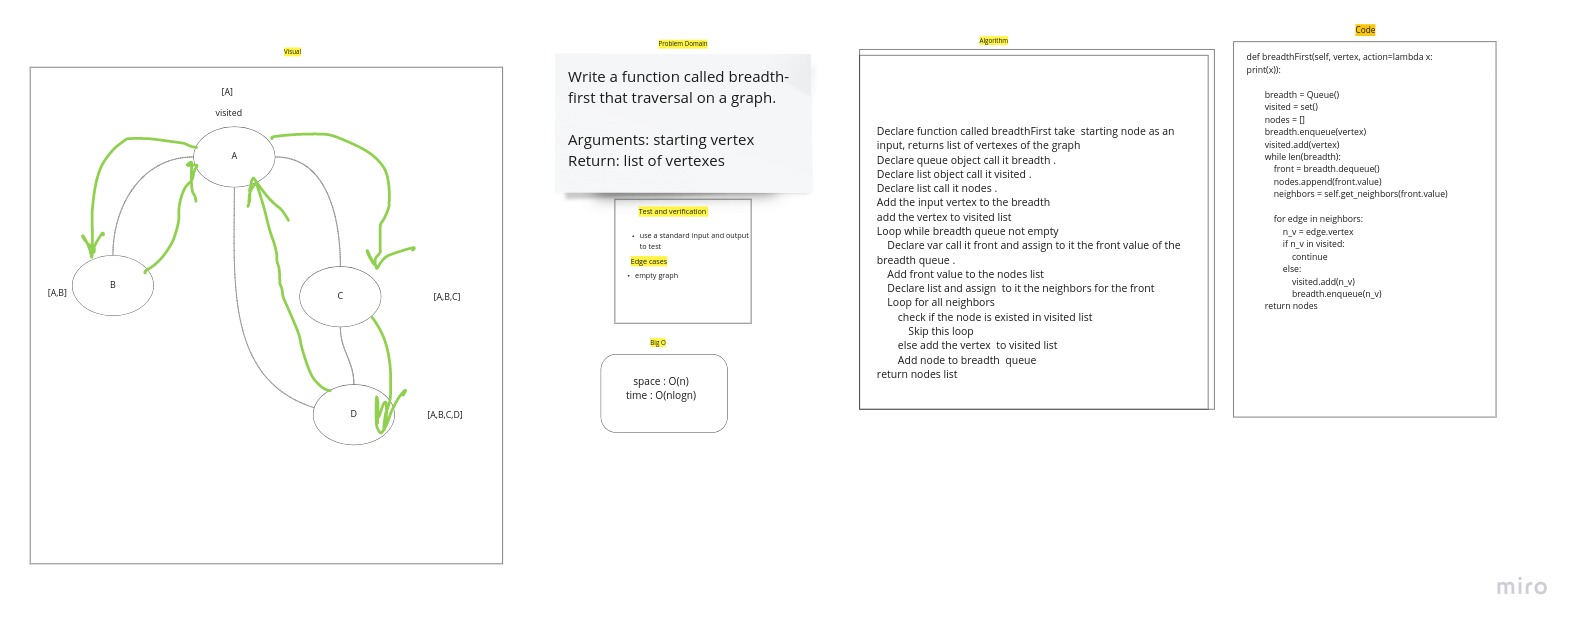 Visual
[A]
visited
A
B
[A,B]
C
[A,B,C]
D
[A,B,C,D]
Problem Domain
Write a function called breadth-
first that traversal on a graph.
Arguments: starting vertex
Return: list of vertexes
Test and verification
• use a standard input and output
to test
Edge cases
• empty graph
Big O
space : O(n)
time : O(nlogn)
Algorithm
Declare function called breadthFirst take  starting node as an
input, returns list of vertexes of the graph
Declare queue object call it breadth .
Declare list object call it visited .
Declare list call it nodes .
Add the input vertex to the breadth
add the vertex to visited list
Loop while breadth queue not empty
    Declare var call it front and assign to it the front value of the
breadth queue .
    Add front value to the nodes list
    Declare list and assign  to it the neighbors for the front
    Loop for all neighbors
        check if the node is existed in visited list
            Skip this loop
        else add the vertex  to visited list
        Add node to breadth  queue
return nodes list
Code
def breadthFirst(self, vertex, action=lambda x:
print(x)):
        breadth = Queue()
        visited = set()
        nodes = []
        breadth.enqueue(vertex)
        visited.add(vertex)
        while len(breadth):
            front = breadth.dequeue()
            nodes.append(front.value)
            neighbors = self.get_neighbors(front.value)
            for edge in neighbors:
                n_v = edge.vertex
                if n_v in visited:
                    continue
                else:
                    visited.add(n_v)
                    breadth.enqueue(n_v)
        return nodes
miro